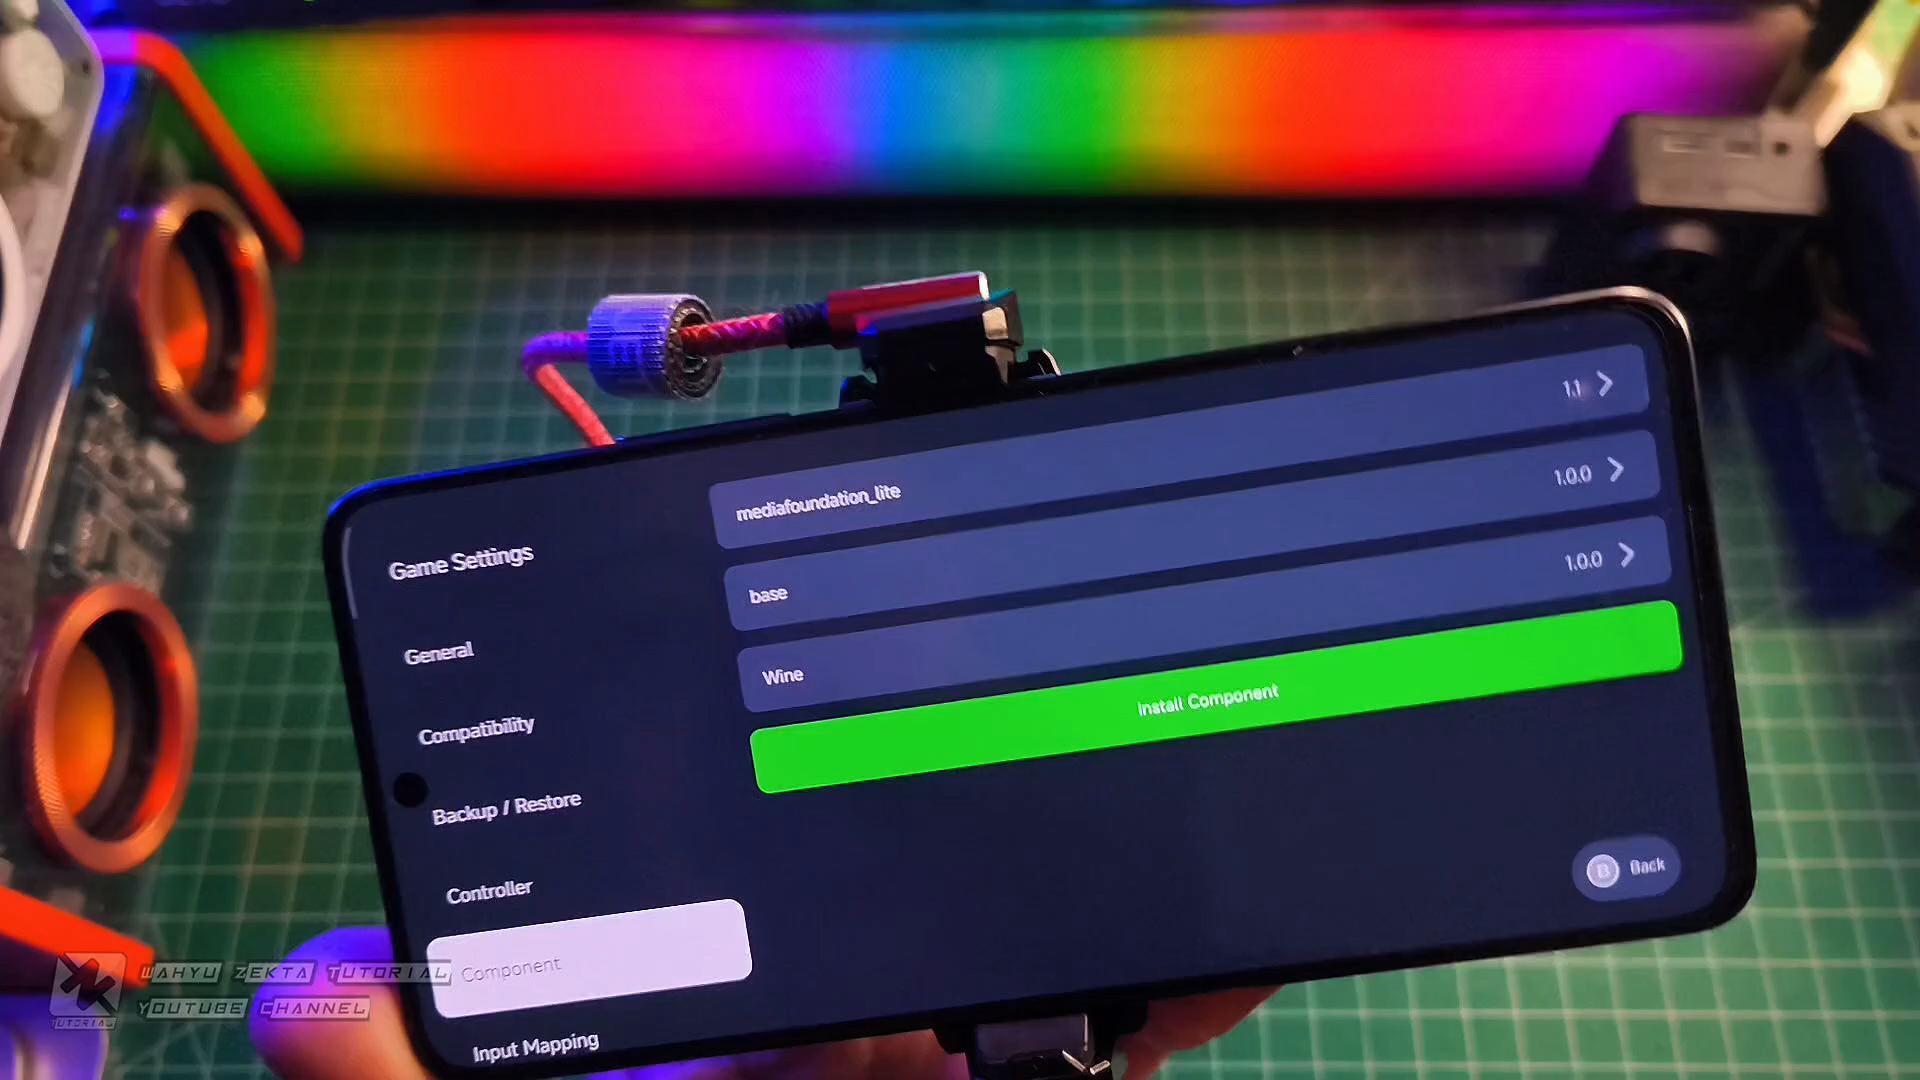 Game Settings
General
Compatibility
Backup / Restore
Controller
Component
Input Mapping
mediafoundation_lite
1.1
base
1.0.0
Wine
1.0.0
Install Component
B Back
WAHYU ZEKTA TUTORIAL
YOUTUBE CHANNEL
TUTORIAL